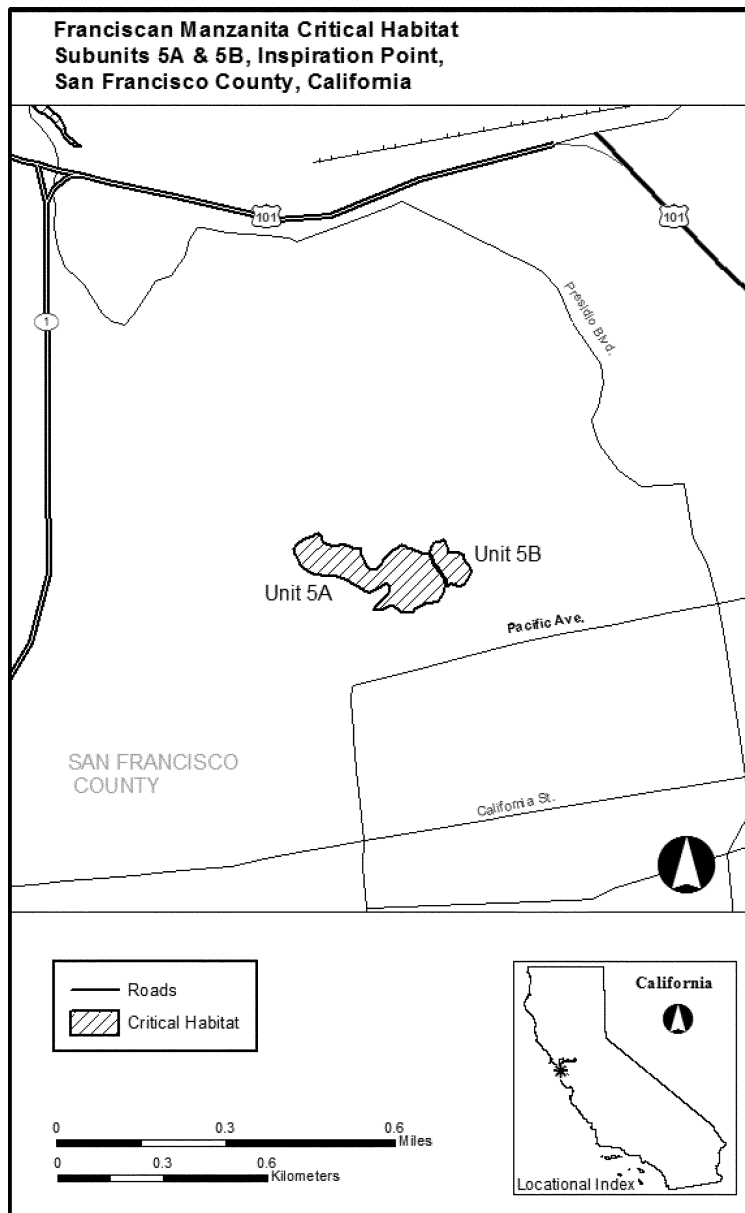 Franciscan Manzanita Critical Habitat
Subunits 5A & 5B, Inspiration Point,
San Francisco County, California
101
101
1
Presidio Blvd.
Unit 5B
Unit 5A
Pacific Ave.
SAN FRANCISCO
COUNTY
California St.
Roads
Critical Habitat
California
0 0.3 0.6
Miles
0 0.3 0.6
Kilometers
Locational Index